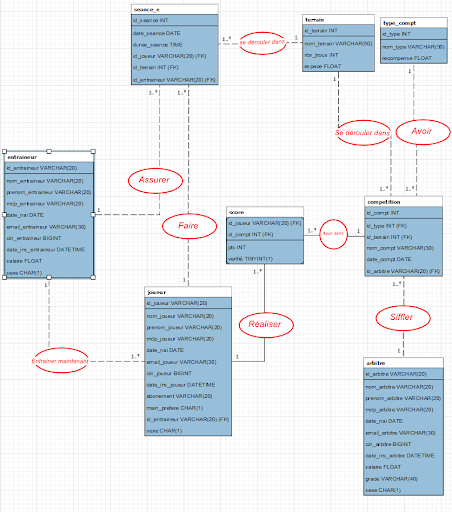 seance_e
id_seance INT
date_seance DATE
duree_seance TIME
id_joueur VARCHAR(20) (FK)
id_terrain INT (FK)
id_entraineur VARCHAR(20) (FK)
1..*
se dérouler dans
1
terrain
id_terrain INT
nom_terrain VARCHAR(50)
nbr_trous INT
espace FLOAT
type_compt
id_type INT
nom_type VARCHAR(30)
recompense FLOAT
1..*
1..*
1
1
Se dérouler dans
Avoir
1..*
1..*
entraineur
id_entraineur VARCHAR(20)
nom_entraineur VARCHAR(20)
prenom_entraineur VARCHAR(20)
mdp_entraineur VARCHAR(20)
date_nai DATE
email_entraineur VARCHAR(30)
cin_entraineur BIGINT
date_ins_entraineur DATETIME
salaire FLOAT
sexe CHAR(1)
Assurer
1
Faire
score
id_joueur VARCHAR(20) (FK)
id_compt INT (FK)
pts INT
verifié TINYINT(1)
1..*
1
competition
id_compt INT
id_type INT (FK)
id_terrain INT (FK)
nom_compt VARCHAR(30)
date_compt DATE
id_arbitre VARCHAR(20) (FK)
1
1
1..*
1..*
joueur
id_joueur VARCHAR(20)
nom_joueur VARCHAR(20)
prenom_joueur VARCHAR(20)
mdp_joueur VARCHAR(20)
date_nai DATE
email_joueur VARCHAR(30)
cin_joueur BIGINT
date_ins_joueur DATETIME
abonement VARCHAR(20)
main_prefere CHAR(1)
id_entraineur VARCHAR(20) (FK)
sexe CHAR(1)
Réaliser
Siffler
Entrainer maintenant
1..*
1
1
arbitre
id_arbitre VARCHAR(20)
nom_arbitre VARCHAR(20)
prenom_arbitre VARCHAR(20)
mdp_arbitre VARCHAR(20)
date_nai DATE
email_arbitre VARCHAR(30)
cin_arbitre BIGINT
date_ins_arbitre DATETIME
salaire FLOAT
grade VARCHAR(40)
sexe CHAR(1)